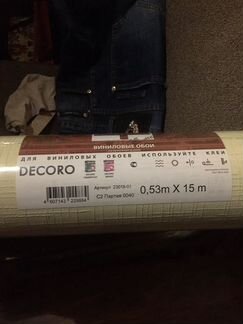 ВИНИЛОВЫЕ ОБОИ
ДЛЯ ВИНИЛОВЫХ ОБОЕВ ИСПОЛЬЗУЙТЕ КЛЕИ
DECORO
Артикул 23019-01
0,53m X 15 m
С2 Партия 0040